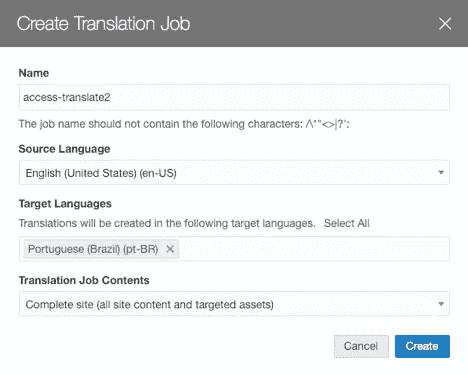 Create Translation Job
Name
access-translate2
The job name should not contain the following characters: /\*"<>|?':
Source Language
English (United States) (en-US)
Target Languages
Translations will be created in the following target languages. Select All
Portuguese (Brazil) (pt-BR)
Translation Job Contents
Complete site (all site content and targeted assets)
Cancel Create